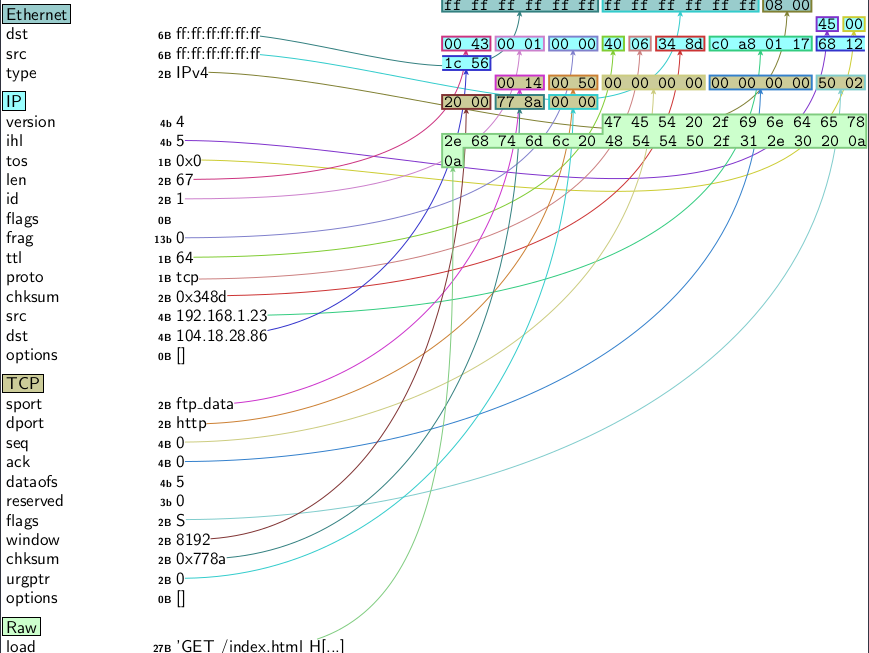 Ethernet
dst 6B ff:ff:ff:ff:ff:ff
src 6B ff:ff:ff:ff:ff:ff
type 2B IPv4
IP
version 4b 4
ihl 4b 5
tos 1B 0x0
len 2B 67
id 2B 1
flags 0B
frag 13b 0
ttl 1B 64
proto 1B tcp
chksum 2B 0x348d
src 4B 192.168.1.23
dst 4B 104.18.28.86
options 0B []
TCP
sport 2B ftp_data
dport 2B http
seq 4B 0
ack 4B 0
dataofs 4b 5
reserved 3b 0
flags 2B S
window 2B 8192
chksum 2B 0x778a
urgptr 2B 0
options 0B []
Raw
load 27B 'GET /index.html H[...]
ff ff ff ff ff ff ff ff ff ff ff ff 08 00
45 00
00 43 00 01 00 00 40 06 34 8d c0 a8 01 17 68 12
1c 56
00 14 00 50 00 00 00 00 00 00 00 00 50 02
20 00 77 8a 00 00
47 45 54 20 2f 69 6e 64 65 78
2e 68 74 6d 6c 20 48 54 54 50 2f 31 2e 30 20 0a
0a